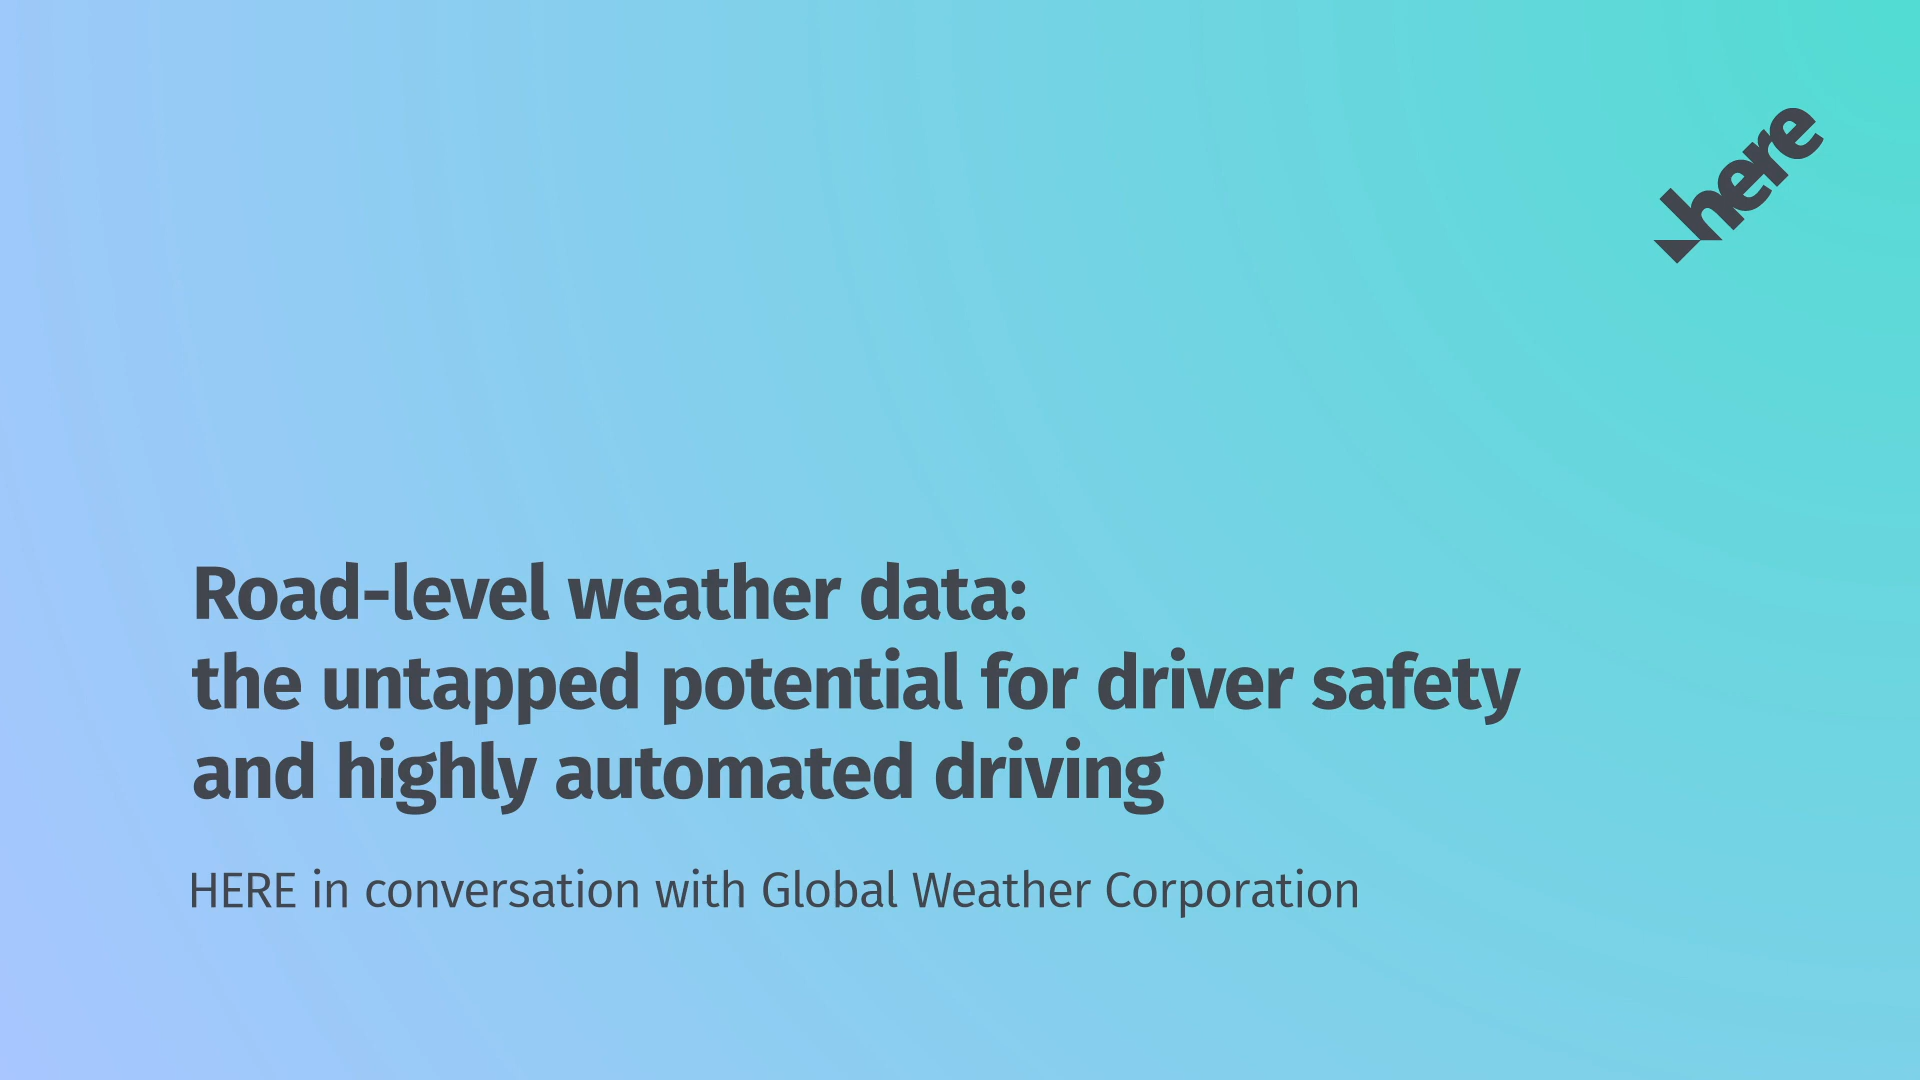 here
Road-level weather data:
the untapped potential for driver safety
and highly automated driving
HERE in conversation with Global Weather Corporation